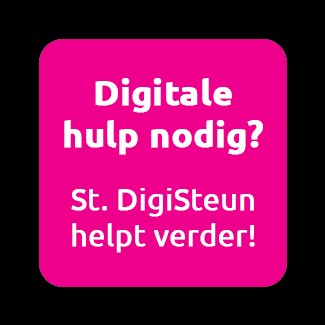 Digitale
hulp nodig?
St. DigiSteun
helpt verder!